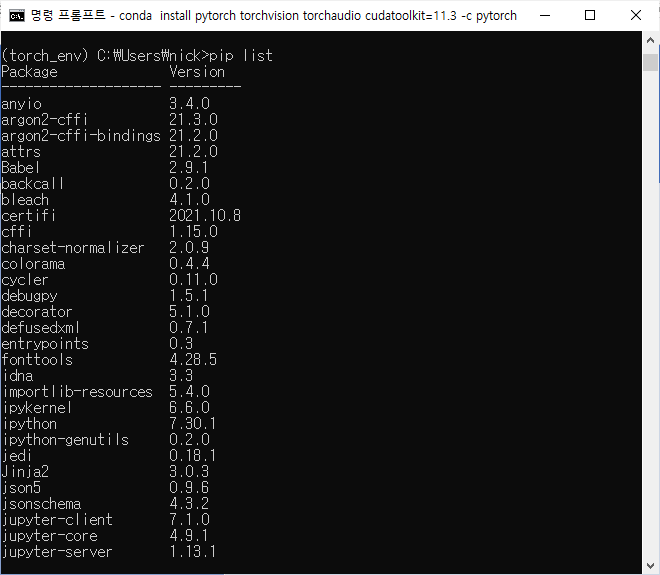 명령 프롬프트 - conda  install pytorch torchvision torchaudio cudatoolkit=11.3 -c pytorch
(torch_env) C:₩Users₩nick>pip list
Package              Version
-------------------- ---------
anyio                3.4.0
argon2-cffi          21.3.0
argon2-cffi-bindings 21.2.0
attrs                21.2.0
Babel                2.9.1
backcall             0.2.0
bleach               4.1.0
certifi              2021.10.8
cffi                 1.15.0
charset-normalizer   2.0.9
colorama             0.4.4
cycler               0.11.0
debugpy              1.5.1
decorator            5.1.0
defusedxml           0.7.1
entrypoints          0.3
fonttools            4.28.5
idna                 3.3
importlib-resources  5.4.0
ipykernel            6.6.0
ipython              7.30.1
ipython-genutils     0.2.0
jedi                 0.18.1
Jinja2               3.0.3
json5                0.9.6
jsonschema           4.3.2
jupyter-client       7.1.0
jupyter-core         4.9.1
jupyter-server       1.13.1